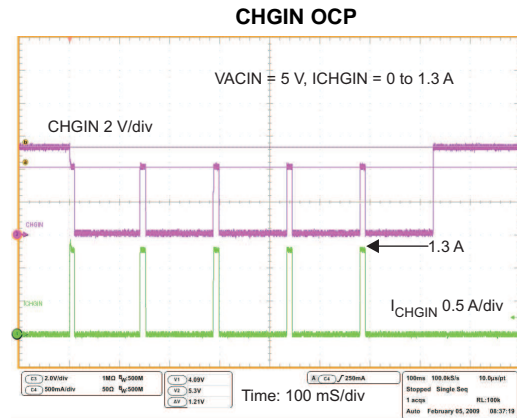 CHGIN OCP
VACIN = 5 V, ICHGIN = 0 to 1.3 A
CHGIN 2 V/div
CHGIN
1.3 A
ICHGIN
ICHGIN 0.5 A/div
C3 2.0V/div 1MΩ BW:500M
C4 500mA/div 50Ω BW:500M
V1 4.09V
V2 5.3V
ΔV 1.21V
Time: 100 mS/div
A C4 250mA
100ms 100.0kS/s 10.0µs/pt
Stopped Single Seq
1 acqs RL:100k
Auto February 05, 2009 08:37:19